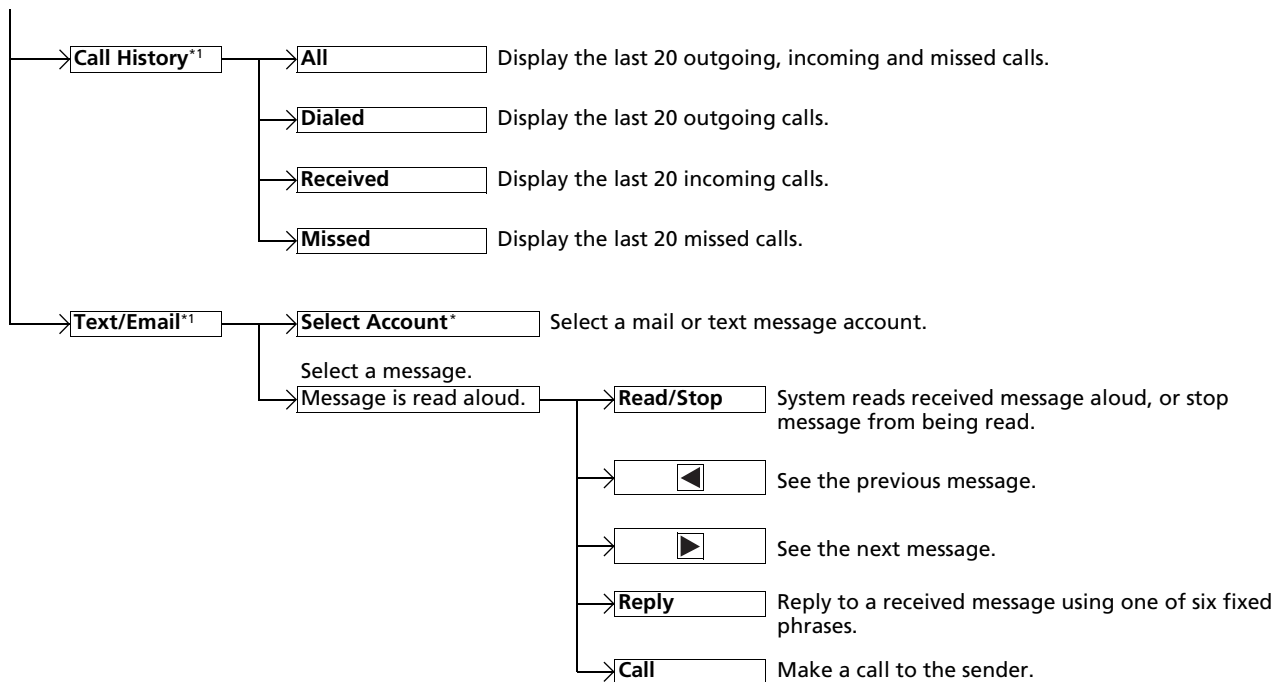 Call History*1
All
Display the last 20 outgoing, incoming and missed calls.
Dialed
Display the last 20 outgoing calls.
Received
Display the last 20 incoming calls.
Missed
Display the last 20 missed calls.
Text/Email*1
Select Account*
Select a mail or text message account.
Select a message.
Message is read aloud.
Read/Stop
System reads received message aloud, or stop
message from being read.
See the previous message.
See the next message.
Reply
Reply to a received message using one of six fixed
phrases.
Call
Make a call to the sender.